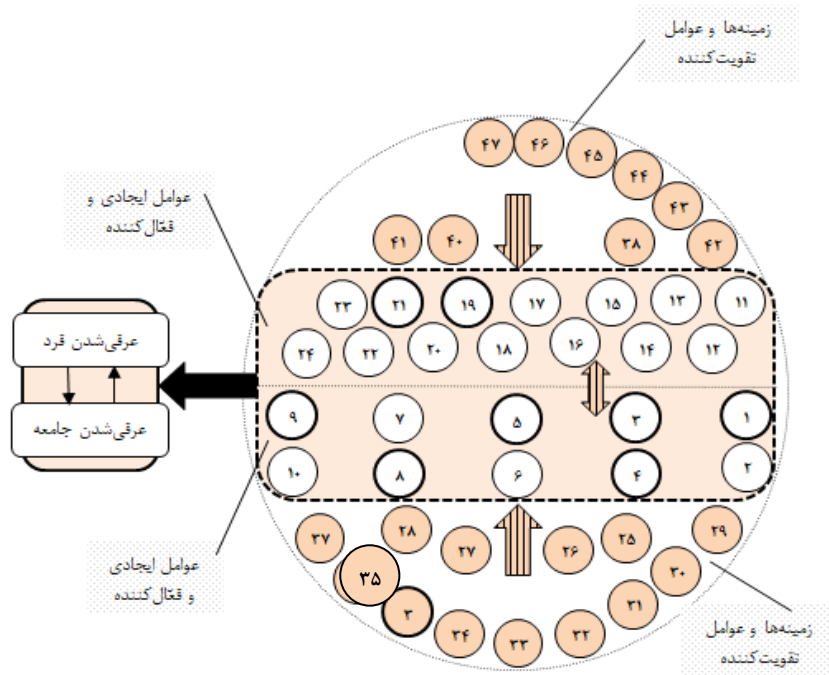 زمینه‌ها و عوامل
تقویت‌کننده
۴۷ ۴۶ ۴۵ ۴۴ ۴۳ ۴۲
عوامل ایجادی و
فعّال‌کننده
۴۱ ۴۰ ۳۸
۲۳ ۲۱ ۱۹ ۱۷ ۱۵ ۱۳ ۱۱
۲۴ ۲۲ ۲۰ ۱۸ ۱۶ ۱۴ ۱۲
عرقی‌شدن فرد
عرقی‌شدن جامعه
۹ ۷ ۵ ۳ ۱
۱۰ ۸ ۶ ۴ ۲
۳۷ ۲۸ ۲۷ ۲۶ ۲۵ ۲۹
۳۵ ۳ ۳۴ ۳۳ ۳۲ ۳۱ ۳۰
عوامل ایجادی
و فعّال‌کننده
زمینه‌ها و عوامل
تقویت‌کننده